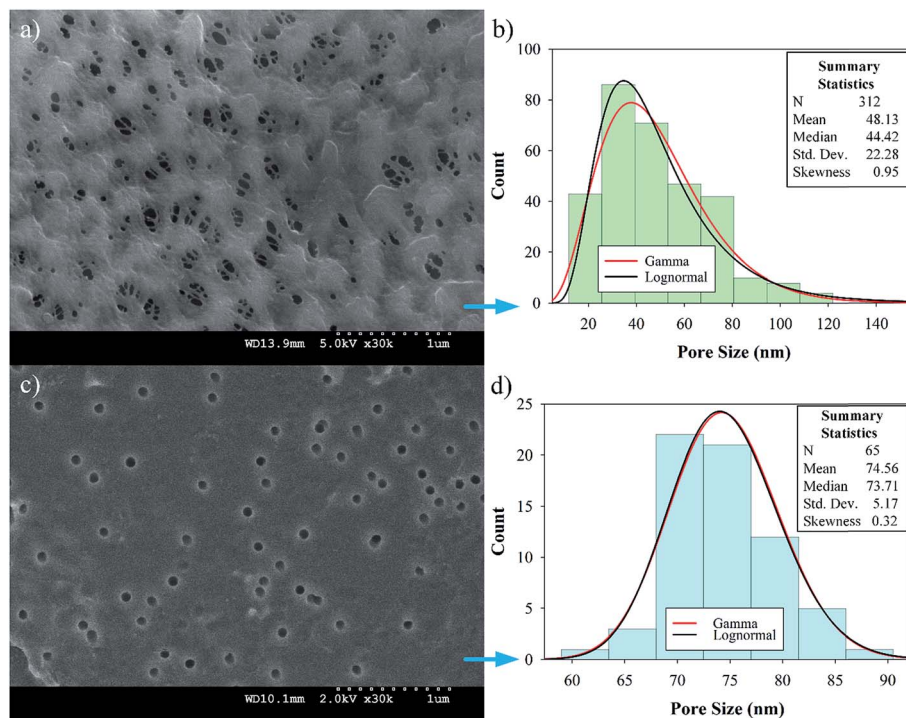 a)
WD13.9mm 5.0kV x30k 1um
b)
100
80
60
40
20
0
Count
20 40 60 80 100 120 140
Pore Size (nm)
Summary
Statistics
N 312
Mean 48.13
Median 44.42
Std. Dev. 22.28
Skewness 0.95
Gamma
Lognormal
c)
WD10.1mm 2.0kV x30k 1um
d)
25
20
15
10
5
0
Count
60 65 70 75 80 85 90
Pore Size (nm)
Summary
Statistics
N 65
Mean 74.56
Median 73.71
Std. Dev. 5.17
Skewness 0.32
Gamma
Lognormal